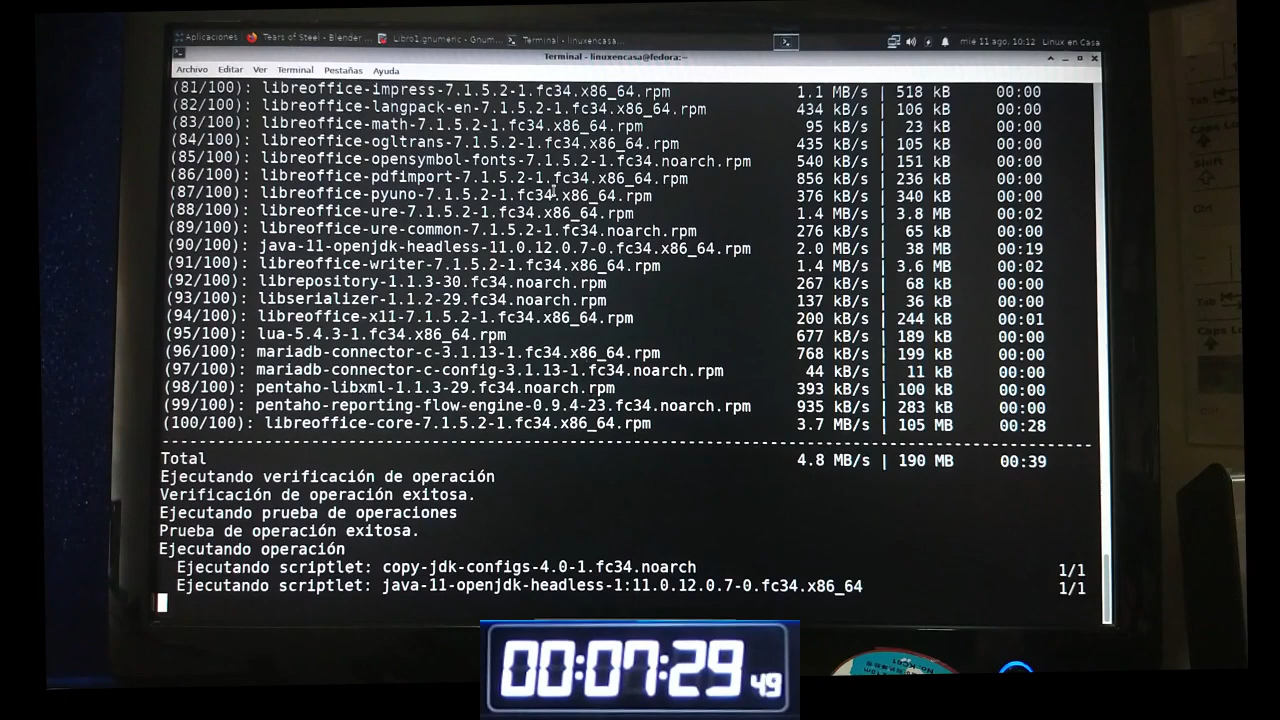 Aplicaciones Tears of Steel - Blender ... Libro1.gnumeric - Gnum... Terminal - linuxencasa... mié 11 ago, 10:12 Linux en Casa
Terminal - linuxencasa@fedora:~
Archivo Editar Ver Terminal Pestañas Ayuda
(81/100): libreoffice-impress-7.1.5.2-1.fc34.x86_64.rpm 1.1 MB/s | 518 kB 00:00
(82/100): libreoffice-langpack-en-7.1.5.2-1.fc34.x86_64.rpm 434 kB/s | 106 kB 00:00
(83/100): libreoffice-math-7.1.5.2-1.fc34.x86_64.rpm 95 kB/s | 23 kB 00:00
(84/100): libreoffice-ogltrans-7.1.5.2-1.fc34.x86_64.rpm 435 kB/s | 105 kB 00:00
(85/100): libreoffice-opensymbol-fonts-7.1.5.2-1.fc34.noarch.rpm 540 kB/s | 151 kB 00:00
(86/100): libreoffice-pdfimport-7.1.5.2-1.fc34.x86_64.rpm 856 kB/s | 236 kB 00:00
(87/100): libreoffice-pyuno-7.1.5.2-1.fc34.x86_64.rpm 376 kB/s | 340 kB 00:00
(88/100): libreoffice-ure-7.1.5.2-1.fc34.x86_64.rpm 1.4 MB/s | 3.8 MB 00:02
(89/100): libreoffice-ure-common-7.1.5.2-1.fc34.noarch.rpm 276 kB/s | 65 kB 00:00
(90/100): java-11-openjdk-headless-11.0.12.0.7-0.fc34.x86_64.rpm 2.0 MB/s | 38 MB 00:19
(91/100): libreoffice-writer-7.1.5.2-1.fc34.x86_64.rpm 1.4 MB/s | 3.6 MB 00:02
(92/100): librepository-1.1.3-30.fc34.noarch.rpm 267 kB/s | 68 kB 00:00
(93/100): libserializer-1.1.2-29.fc34.noarch.rpm 137 kB/s | 36 kB 00:00
(94/100): libreoffice-x11-7.1.5.2-1.fc34.x86_64.rpm 200 kB/s | 244 kB 00:01
(95/100): lua-5.4.3-1.fc34.x86_64.rpm 677 kB/s | 189 kB 00:00
(96/100): mariadb-connector-c-3.1.13-1.fc34.x86_64.rpm 768 kB/s | 199 kB 00:00
(97/100): mariadb-connector-c-config-3.1.13-1.fc34.noarch.rpm 44 kB/s | 11 kB 00:00
(98/100): pentaho-libxml-1.1.3-29.fc34.noarch.rpm 393 kB/s | 100 kB 00:00
(99/100): pentaho-reporting-flow-engine-0.9.4-23.fc34.noarch.rpm 935 kB/s | 283 kB 00:00
(100/100): libreoffice-core-7.1.5.2-1.fc34.x86_64.rpm 3.7 MB/s | 105 MB 00:28
Total 4.8 MB/s | 190 MB 00:39
Ejecutando verificación de operación
Verificación de operación exitosa.
Ejecutando prueba de operaciones
Prueba de operación exitosa.
Ejecutando operación
Ejecutando scriptlet: copy-jdk-configs-4.0-1.fc34.noarch 1/1
Ejecutando scriptlet: java-11-openjdk-headless-1:11.0.12.0.7-0.fc34.x86_64 1/1
00:07:29 49
Caps Lo
Shift
Ctrl
Tab
Caps L